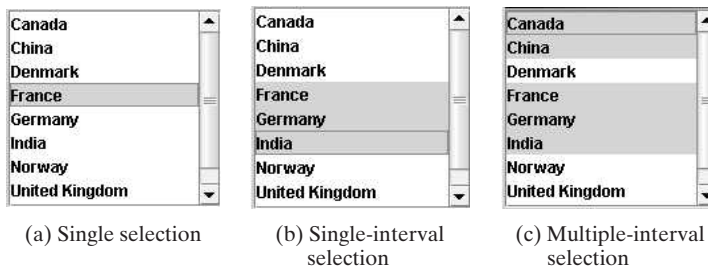 Canada
China
Denmark
France
Germany
India
Norway
United Kingdom
(a) Single selection
Canada
China
Denmark
France
Germany
India
Norway
United Kingdom
(b) Single-interval
selection
Canada
China
Denmark
France
Germany
India
Norway
United Kingdom
(c) Multiple-interval
selection